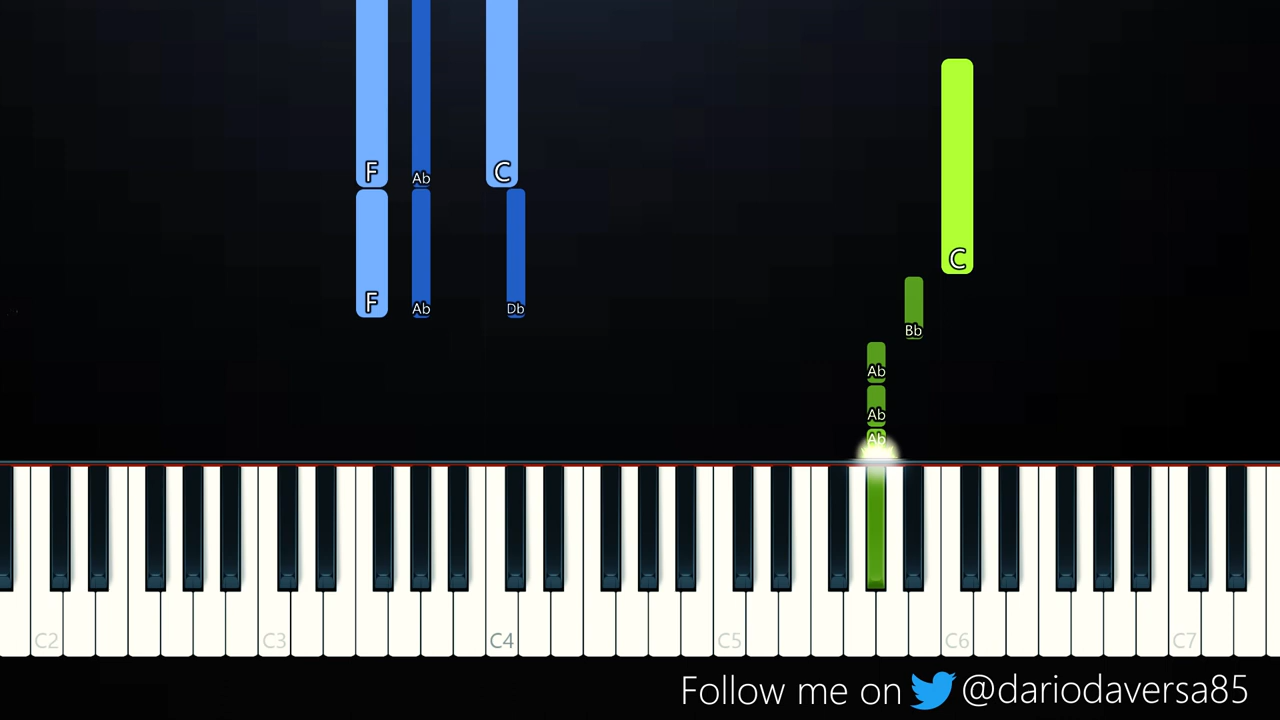 F Ab C
C
F Ab Db
Bb
Ab
Ab
Ab
C2 C3 C4 C5 C6 C7
Follow me on @dariodaversa85